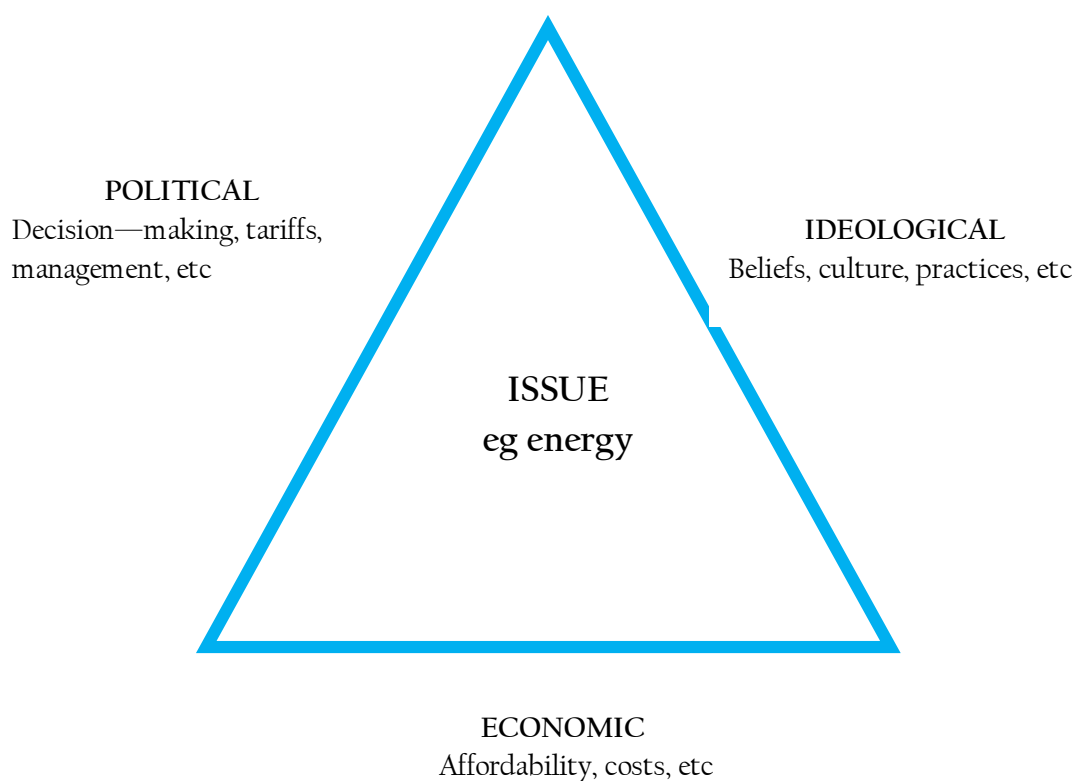 POLITICAL
Decision—making, tariffs,
management, etc
IDEOLOGICAL
Beliefs, culture, practices, etc
ISSUE
eg energy
ECONOMIC
Affordability, costs, etc